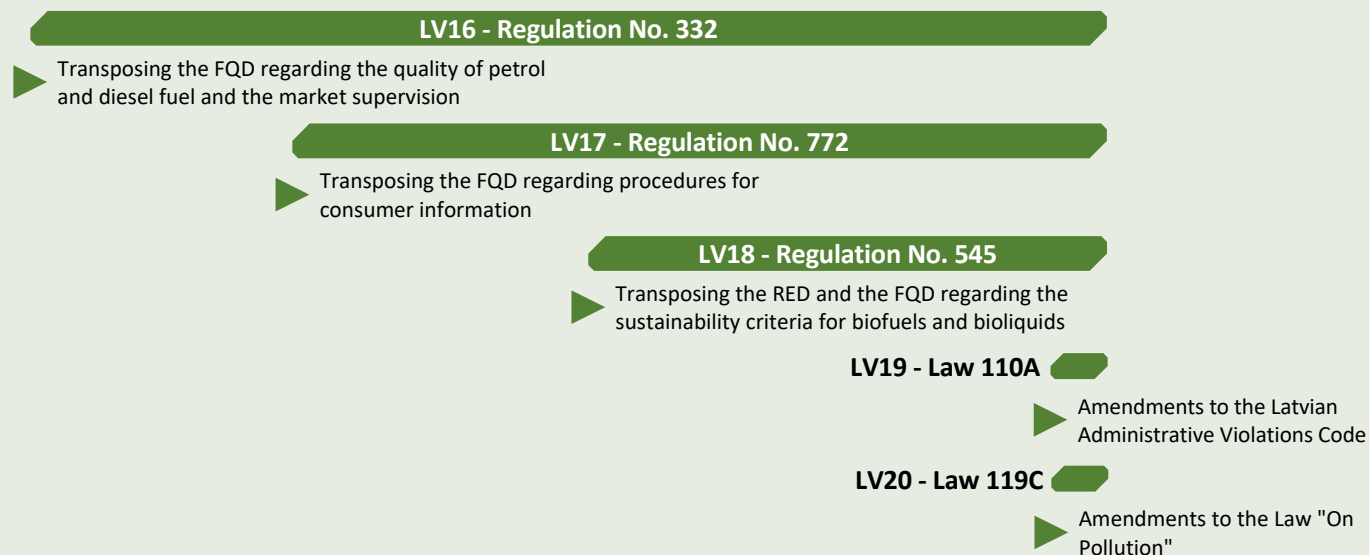 LV16 - Regulation No. 332
Transposing the FQD regarding the quality of petrol
and diesel fuel and the market supervision
LV17 - Regulation No. 772
Transposing the FQD regarding procedures for
consumer information
LV18 - Regulation No. 545
Transposing the RED and the FQD regarding the
sustainability criteria for biofuels and bioliquids
LV19 - Law 110A
Amendments to the Latvian
Administrative Violations Code
LV20 - Law 119C
Amendments to the Law "On
Pollution"